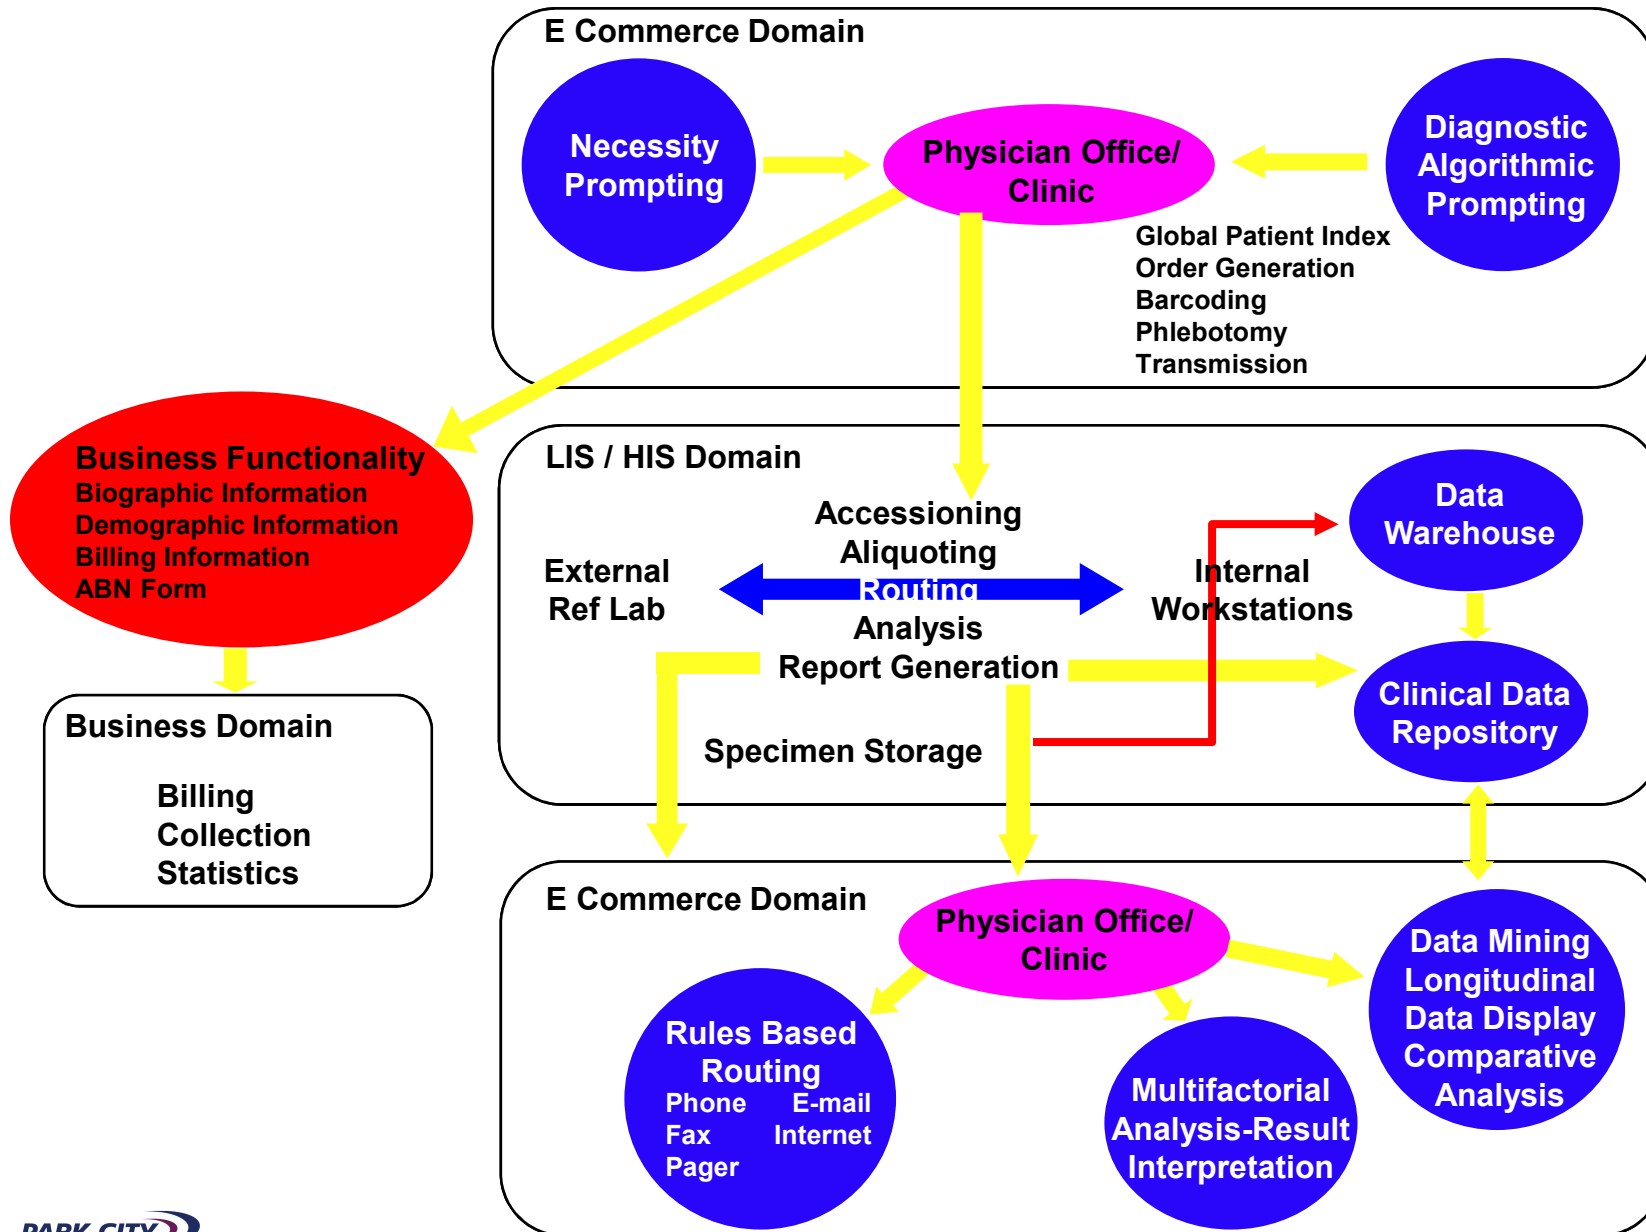 E Commerce Domain
Necessity
Prompting
Physician Office/
Clinic
Diagnostic
Algorithmic
Prompting
Global Patient Index
Order Generation
Barcoding
Phlebotomy
Transmission
Business Functionality
Biographic Information
Demographic Information
Billing Information
ABN Form
Business Domain
Billing
Collection
Statistics
LIS / HIS Domain
Accessioning
Aliquoting
Routing
Analysis
Report Generation
External
Ref Lab
Internal
Workstations
Data
Warehouse
Clinical Data
Repository
Specimen Storage
E Commerce Domain
Physician Office/
Clinic
Rules Based
Routing
Phone E-mail
Fax Internet
Pager
Multifactorial
Analysis-Result
Interpretation
Data Mining
Longitudinal
Data Display
Comparative
Analysis
PARK CITY